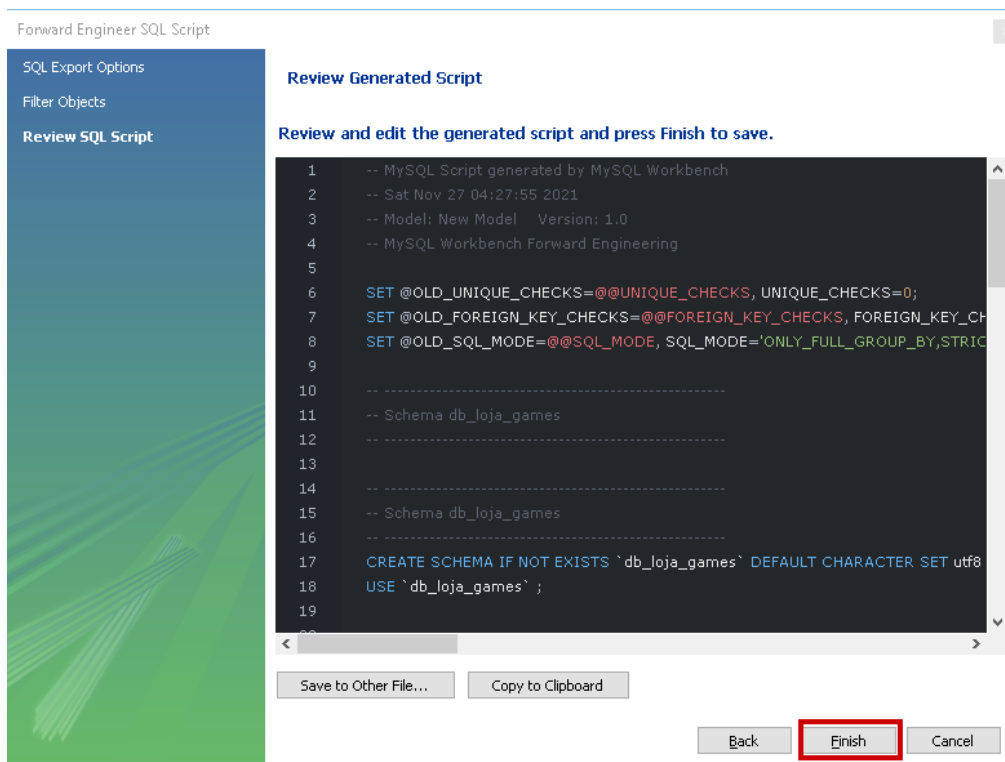 Forward Engineer SQL Script
SQL Export Options
Filter Objects
Review SQL Script
Review Generated Script
Review and edit the generated script and press Finish to save.
1 -- MySQL Script generated by MySQL Workbench
2 -- Sat Nov 27 04:27:55 2021
3 -- Model: New Model    Version: 1.0
4 -- MySQL Workbench Forward Engineering
5
6 SET @OLD_UNIQUE_CHECKS=@@UNIQUE_CHECKS, UNIQUE_CHECKS=0;
7 SET @OLD_FOREIGN_KEY_CHECKS=@@FOREIGN_KEY_CHECKS, FOREIGN_KEY_CH
8 SET @OLD_SQL_MODE=@@SQL_MODE, SQL_MODE='ONLY_FULL_GROUP_BY,STRIC
9
10 -- -----------------------------------------------------
11 -- Schema db_loja_games
12 -- -----------------------------------------------------
13
14 -- -----------------------------------------------------
15 -- Schema db_loja_games
16 -- -----------------------------------------------------
17 CREATE SCHEMA IF NOT EXISTS `db_loja_games` DEFAULT CHARACTER SET utf8
18 USE `db_loja_games` ;
19
Save to Other File...
Copy to Clipboard
Back
Finish
Cancel